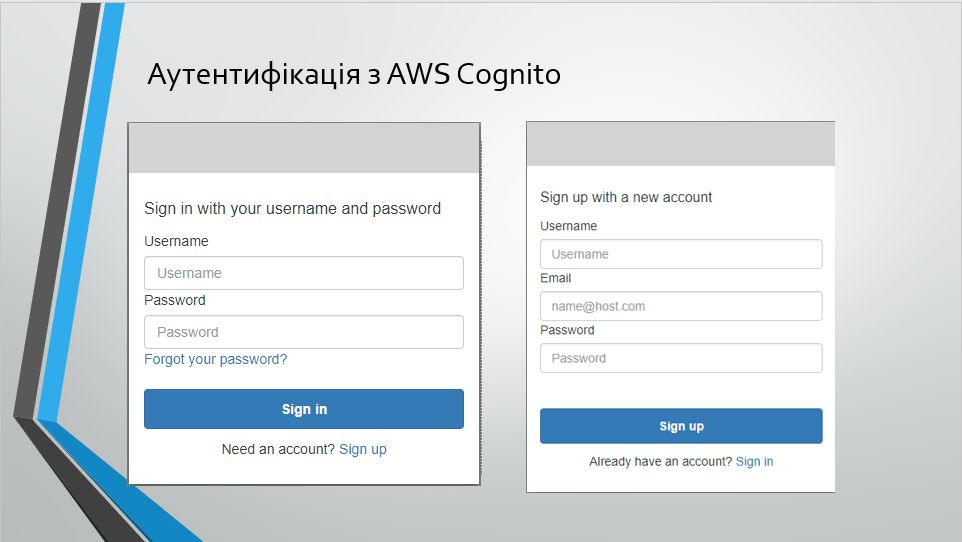 Аутентифікація з AWS Cognito
Sign in with your username and password
Username
Username
Password
Password
Forgot your password?
Sign in
Need an account? Sign up
Sign up with a new account
Username
Username
Email
name@host.com
Password
Password
Sign up
Already have an account? Sign in